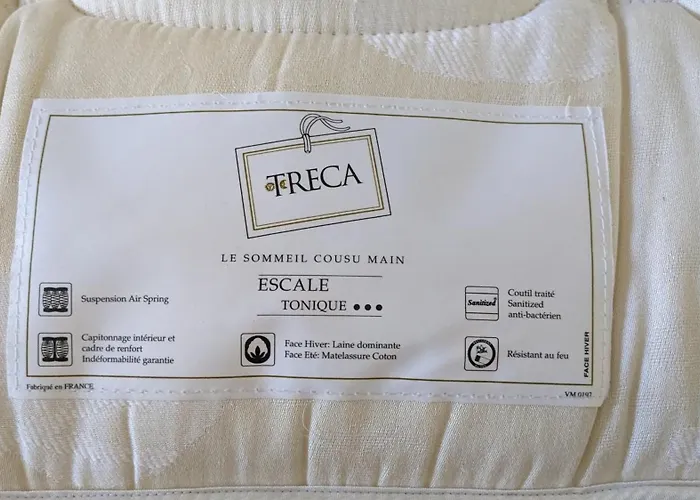 TRECA
LE SOMMEIL COUSU MAIN
ESCALE
TONIQUE
Suspension Air Spring
Capitonnage intérieur et
cadre de renfort
Indéformabilité garantie
Face Hiver: Laine dominante
Face Eté: Matelassure Coton
Sanitized
Coutil traité
Sanitized
anti-bactérien
Résistant au feu
FACE HIVER
Fabriqué en FRANCE
VM 0197